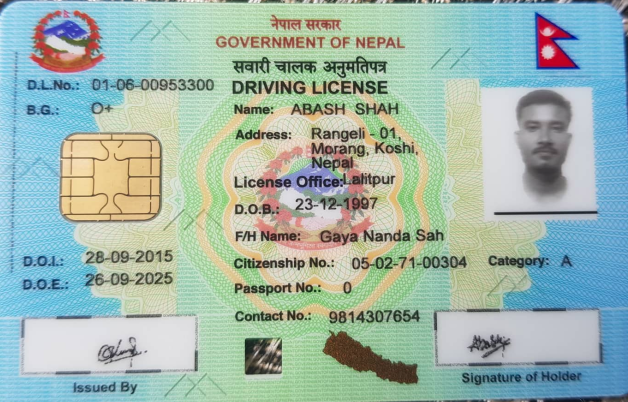 नेपाल सरकार
GOVERNMENT OF NEPAL
सवारी चालक अनुमतिपत्र
DRIVING LICENSE
D.L.No.: 01-06-00953300
B.G.: O+
Name: ABASH SHAH
Address: Rangeli - 01,
Morang, Koshi,
Nepal
License Office: Lalitpur
D.O.B.: 23-12-1997
F/H Name: Gaya Nanda Sah
D.O.I.: 28-09-2015
D.O.E.: 26-09-2025
Citizenship No.: 05-02-71-00304
Category: A
Passport No.: 0
Contact No.: 9814307654
Issued By
Signature of Holder